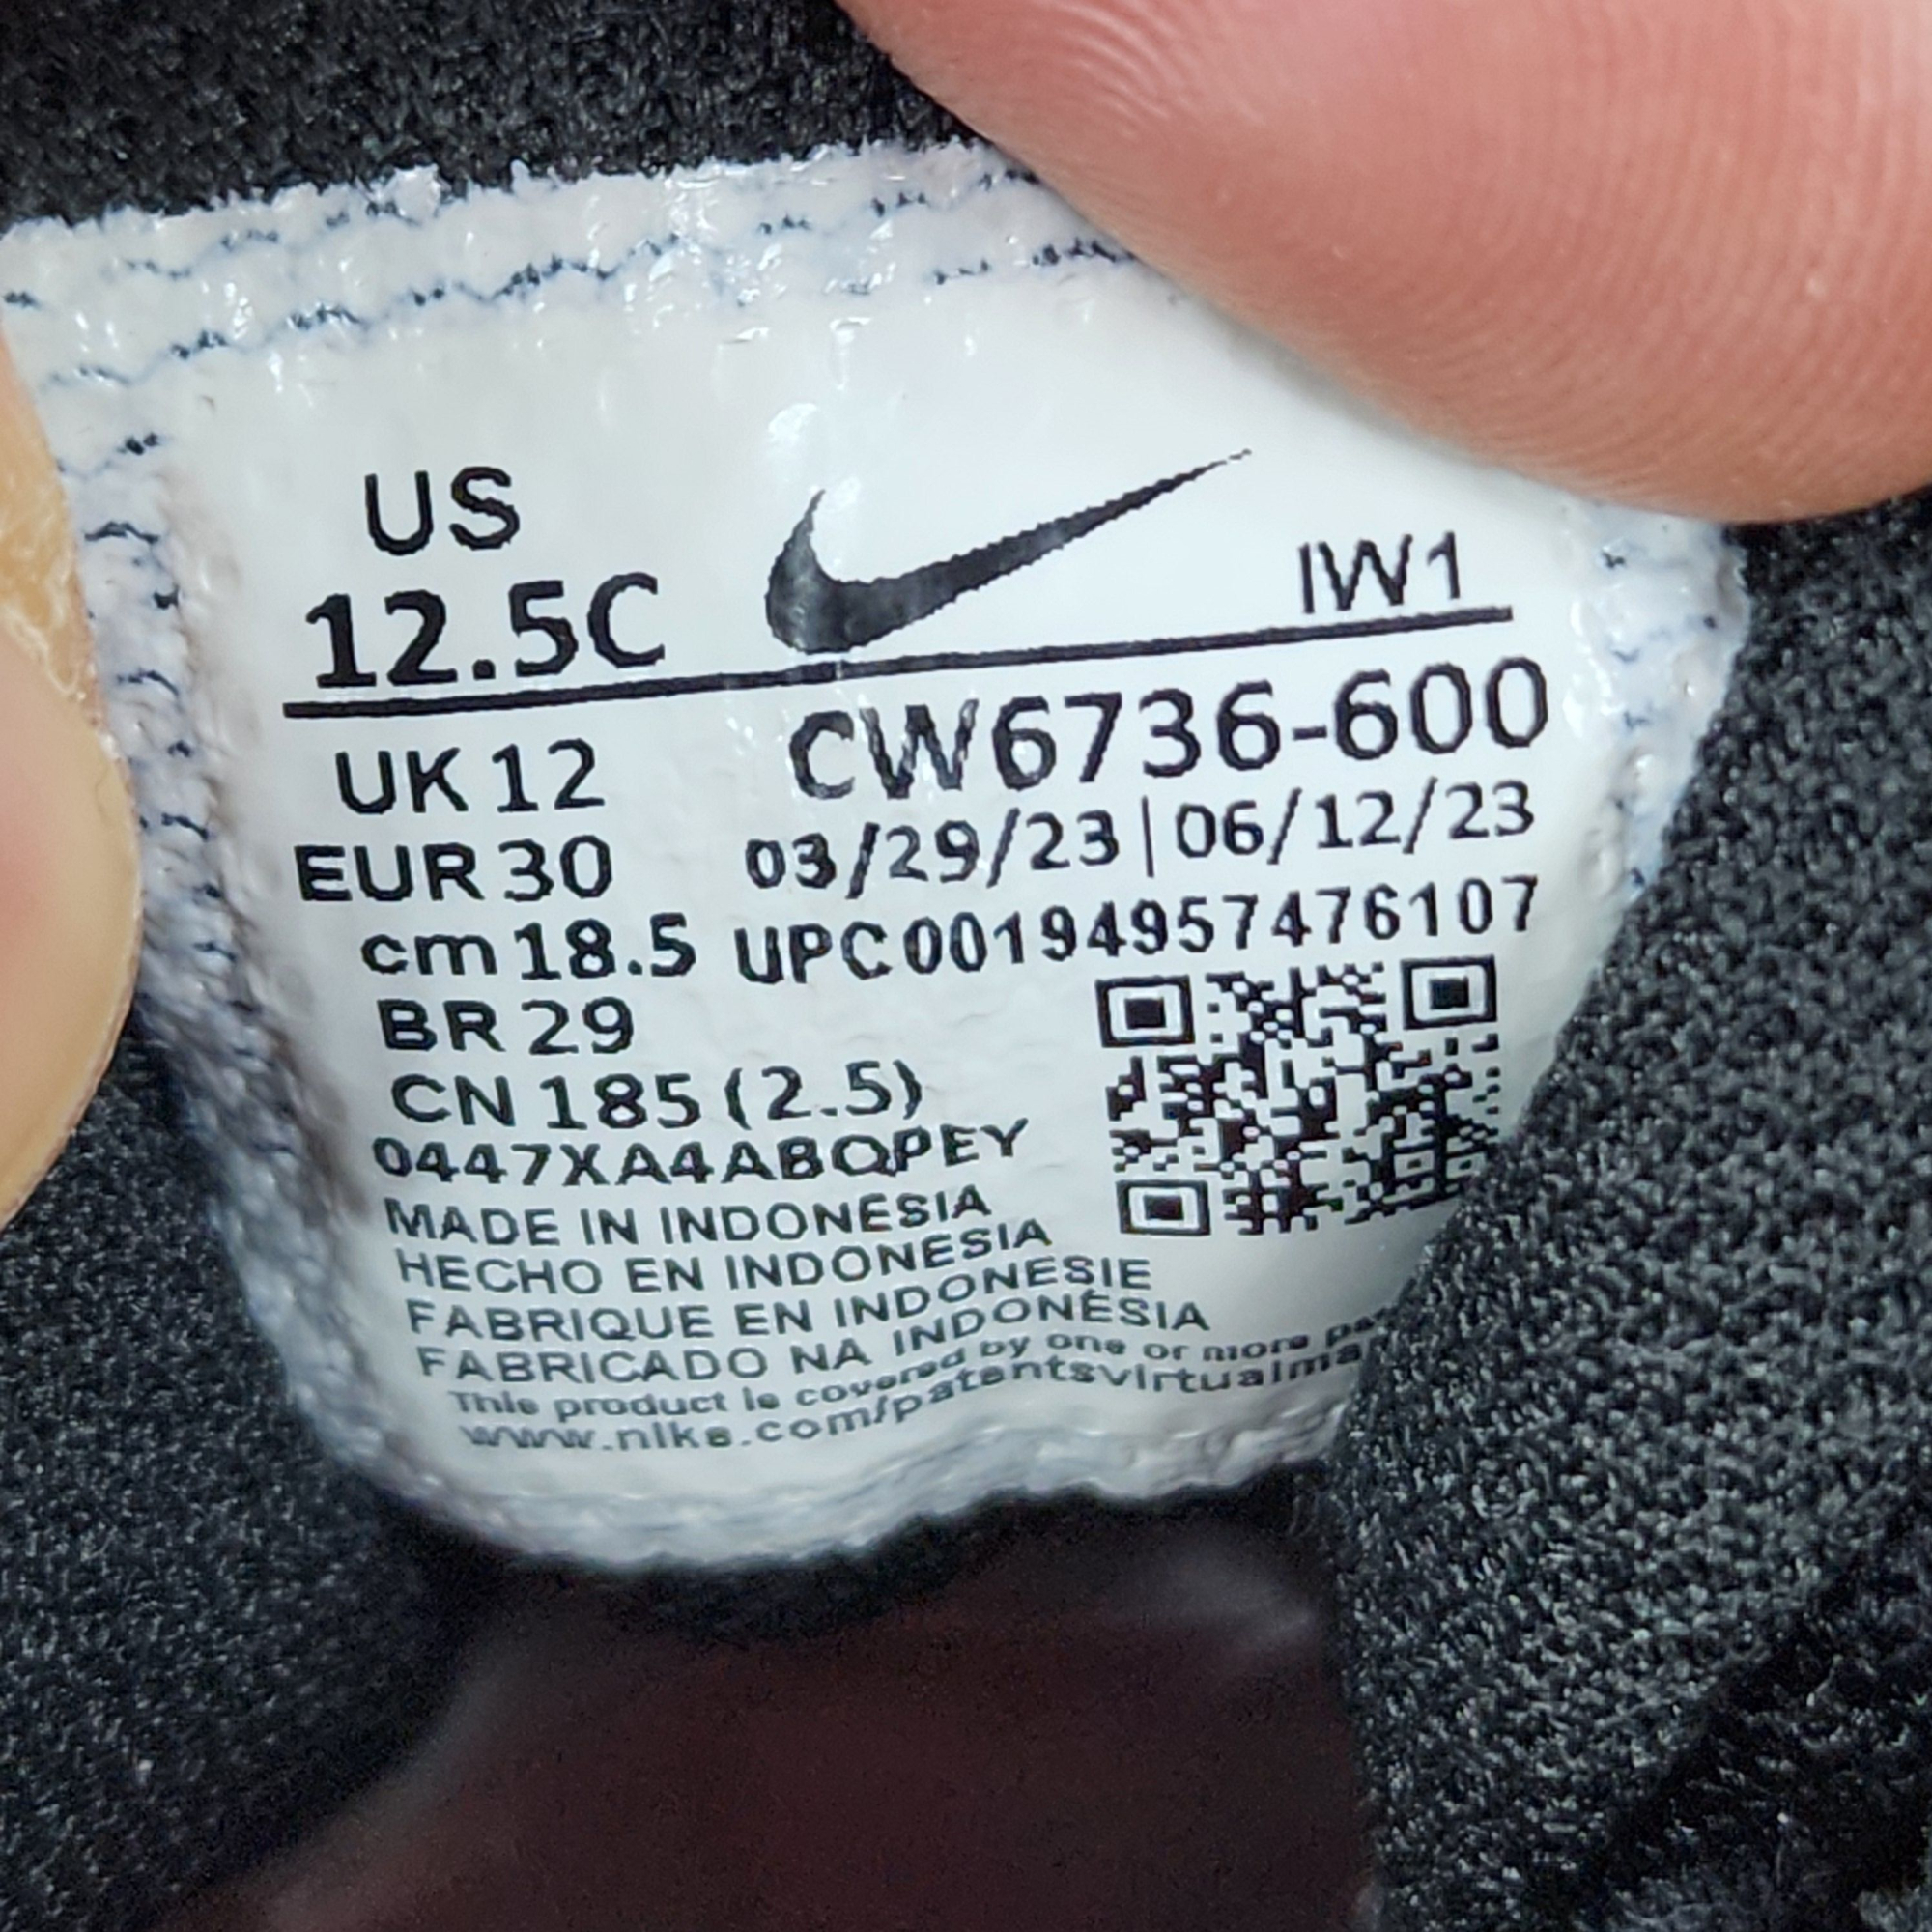 US
12.5C
IW1
UK 12
CW6736-600
EUR 30
03/29/23 | 06/12/23
cm 18.5
UPC00194957476107
BR 29
CN 185 (2.5)
0447XA4ABQPEY
MADE IN INDONESIA
HECHO EN INDONESIA
FABRIQUE EN INDONESIE
FABRICADO NA INDONÉSIA
This product is covered by one or more
www.nike.com/patentsvirtualma